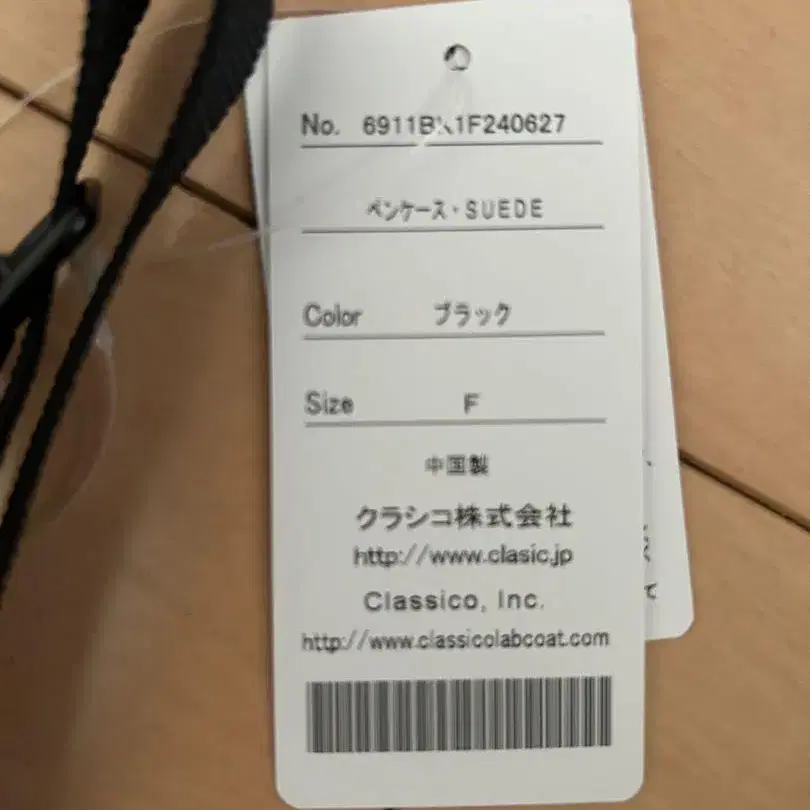 No. 6911BK1F240627
ペンケース・SUEDE
Color ブラック
Size F
中国製
クラシコ株式会社
http://www.clasic.jp
Classico, Inc.
http://www.classicolabcoat.com